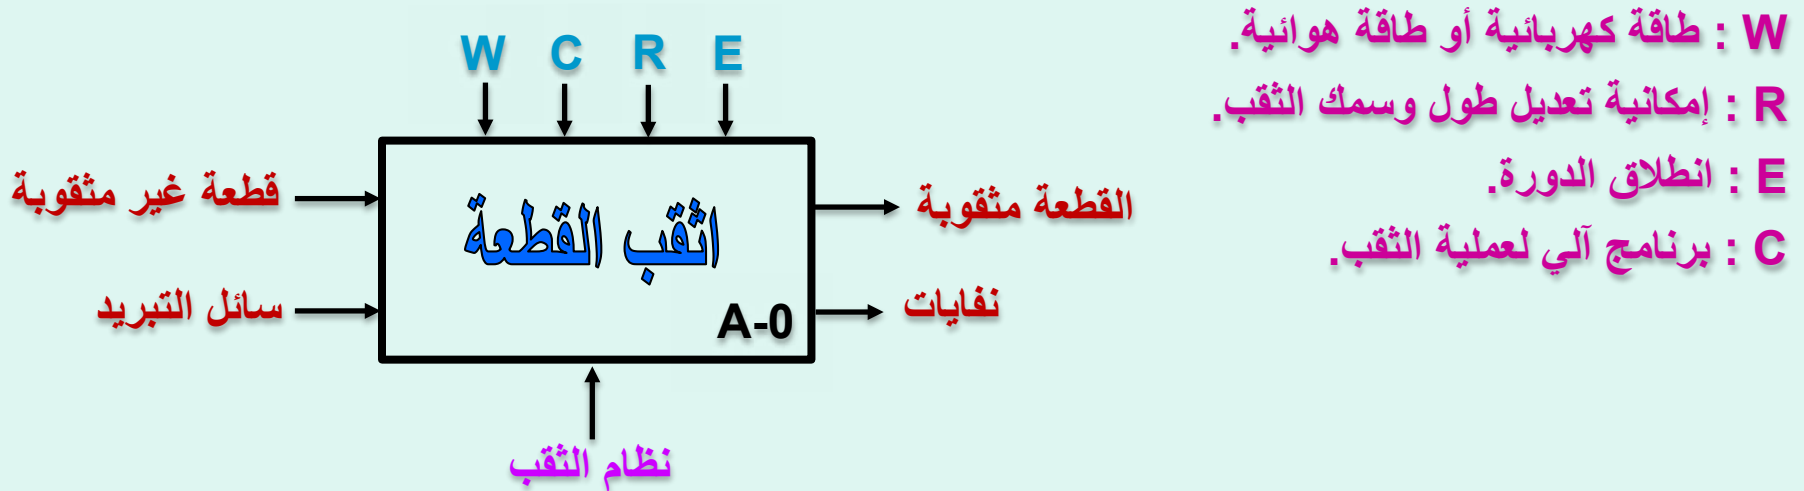 W C R E
قطعة غير مثقوبة
سائل التبريد
اثقب القطعة
A-0
القطعة مثقوبة
نفايات
نظام الثقب
W : طاقة كهربائية أو طاقة هوائية.
R : إمكانية تعديل طول وسمك الثقب.
E : انطلاق الدورة.
C : برنامج آلي لعملية الثقب.